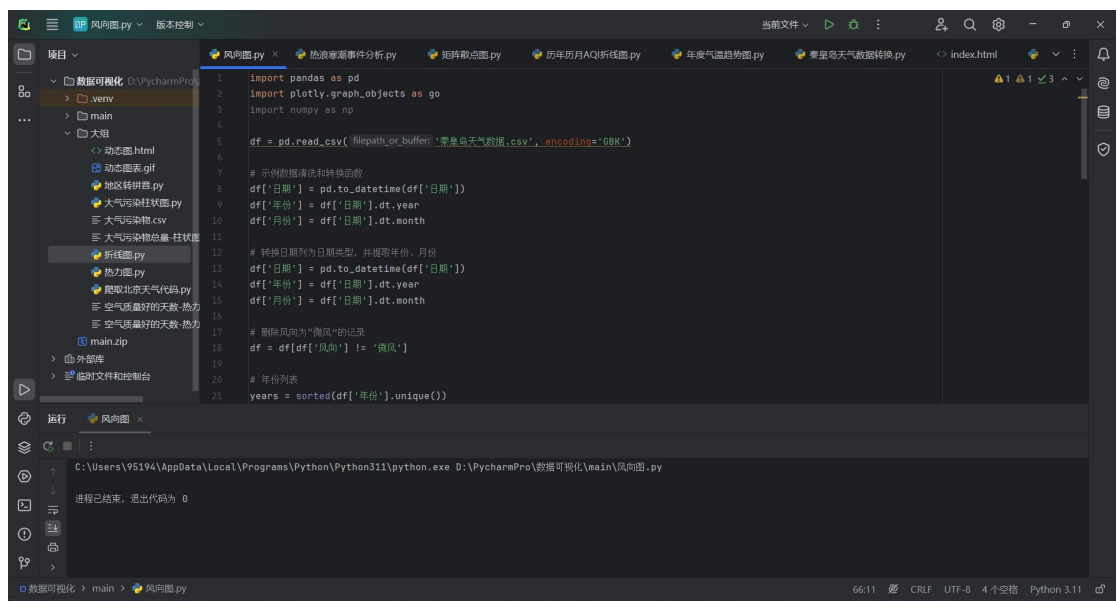 DP 风向图.py 版本控制 当前文件
项目
风向图.py 热浪寒潮事件分析.py 矩阵散点图.py 历年历月AQI折线图.py 年度气温趋势图.py 秦皇岛天气数据转换.py index.html
数据可视化 D:\PycharmPro\
.venv
main
大组
动态图.html
动态图表.gif
地区转拼音.py
大气污染柱状图.py
大气污染物.csv
大气污染物总量-柱状图
折线图.py
热力图.py
爬取北京天气代码.py
空气质量好的天数-热力
空气质量好的天数-热力
main.zip
外部库
临时文件和控制台
1 import pandas as pd
2 import plotly.graph_objects as go
3 import numpy as np
4
5 df = pd.read_csv( filepath_or_buffer: '秦皇岛天气数据.csv', encoding='GBK')
6
7 # 示例数据清洗和转换函数
8 df['日期'] = pd.to_datetime(df['日期'])
9 df['年份'] = df['日期'].dt.year
10 df['月份'] = df['日期'].dt.month
11
12 # 转换日期列为日期类型，并提取年份、月份
13 df['日期'] = pd.to_datetime(df['日期'])
14 df['年份'] = df['日期'].dt.year
15 df['月份'] = df['日期'].dt.month
16
17 # 删除风向为"微风"的记录
18 df = df[df['风向'] != '微风']
19
20 # 年份列表
21 years = sorted(df['年份'].unique())
1 1 3
运行 风向图
C:\Users\95194\AppData\Local\Programs\Python\Python311\python.exe D:\PycharmPro\数据可视化\main\风向图.py
进程已结束，退出代码为 0
数据可视化 > main > 风向图.py 66:11 CRLF UTF-8 4 个空格 Python 3.11